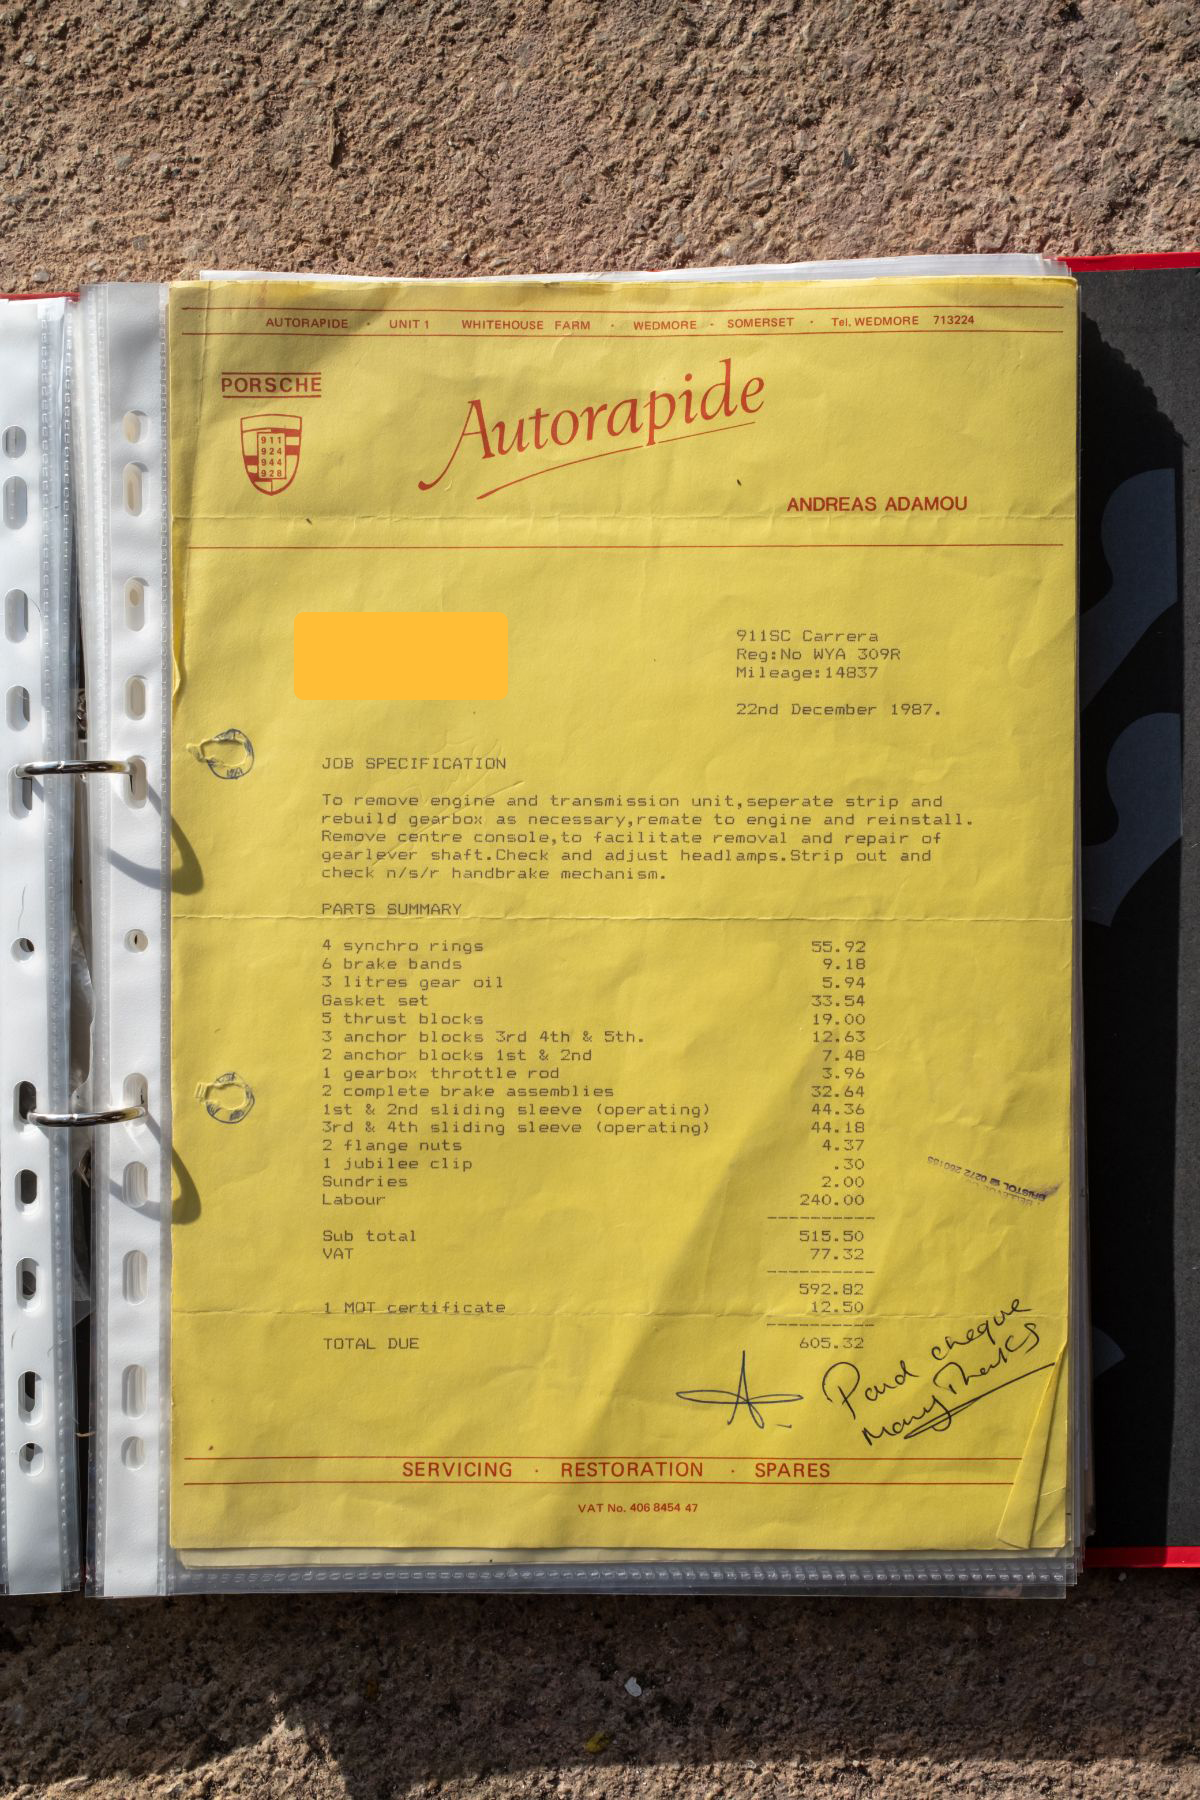 AUTORAPIDE · UNIT 1 WHITEHOUSE FARM · WEDMORE · SOMERSET · Tel. WEDMORE 713224
PORSCHE
911
924
944
928
Autorapide
ANDREAS ADAMOU
911SC Carrera
Reg:No WYA 309R
Mileage:14837
22nd December 1987.
JOB SPECIFICATION
To remove engine and transmission unit,seperate strip and
rebuild gearbox as necessary,remate to engine and reinstall.
Remove centre console,to facilitate removal and repair of
gearlever shaft.Check and adjust headlamps.Strip out and
check n/s/r handbrake mechanism.
PARTS SUMMARY
4 synchro rings 55.92
6 brake bands 9.18
3 litres gear oil 5.94
Gasket set 33.54
5 thrust blocks 19.00
3 anchor blocks 3rd 4th & 5th. 12.63
2 anchor blocks 1st & 2nd 7.48
1 gearbox throttle rod 3.96
2 complete brake assemblies 32.64
1st & 2nd sliding sleeve (operating) 44.36
3rd & 4th sliding sleeve (operating) 44.18
2 flange nuts 4.37
1 jubilee clip .30
Sundries 2.00
Labour 240.00
Sub total 515.50
VAT 77.32
592.82
1 MOT certificate 12.50
TOTAL DUE 605.32
BRISTOL ☎ 0272
Paid cheque
Many Thanks
SERVICING · RESTORATION · SPARES
VAT No. 406 8454 47